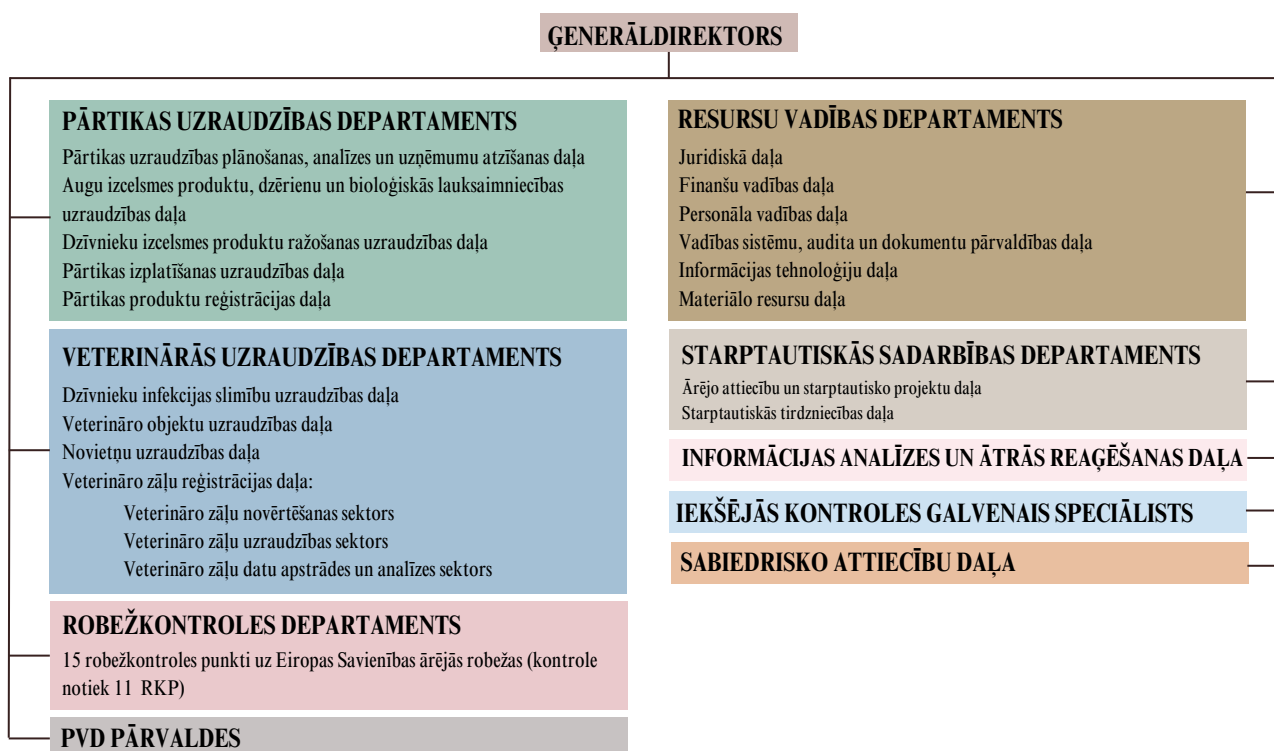 ĢENERĀLDIREKTORS
PĀRTIKAS UZRAUDZĪBAS DEPARTAMENTS
Pārtikas uzraudzības plānošanas, analīzes un uzņēmumu atzīšanas daļa
Augu izcelsmes produktu, dzērienu un bioloģiskās lauksaimniecības
uzraudzības daļa
Dzīvnieku izcelsmes produktu ražošanas uzraudzības daļa
Pārtikas izplatīšanas uzraudzības daļa
Pārtikas produktu reģistrācijas daļa
VETERINĀRĀS UZRAUDZĪBAS DEPARTAMENTS
Dzīvnieku infekcijas slimību uzraudzības daļa
Veterināro objektu uzraudzības daļa
Novietņu uzraudzības daļa
Veterināro zāļu reģistrācijas daļa:
Veterināro zāļu novērtēšanas sektors
Veterināro zāļu uzraudzības sektors
Veterināro zāļu datu apstrādes un analīzes sektors
ROBEŽKONTROLES DEPARTAMENTS
15 robežkontroles punkti uz Eiropas Savienības ārējās robežas (kontrole
notiek 11 RKP)
PVD PĀRVALDES
RESURSU VADĪBAS DEPARTAMENTS
Juridiskā daļa
Finanšu vadības daļa
Personāla vadības daļa
Vadības sistēmu, audita un dokumentu pārvaldības daļa
Informācijas tehnoloģiju daļa
Materiālo resursu daļa
STARPTAUTISKĀS SADARBĪBAS DEPARTAMENTS
Ārējo attiecību un starptautisko projektu daļa
Starptautiskās tirdzniecības daļa
INFORMĀCIJAS ANALĪZES UN ĀTRĀS REAĢĒŠANAS DAĻA
IEKŠĒJĀS KONTROLES GALVENAIS SPECIĀLISTS
SABIEDRISKO ATTIECĪBU DAĻA